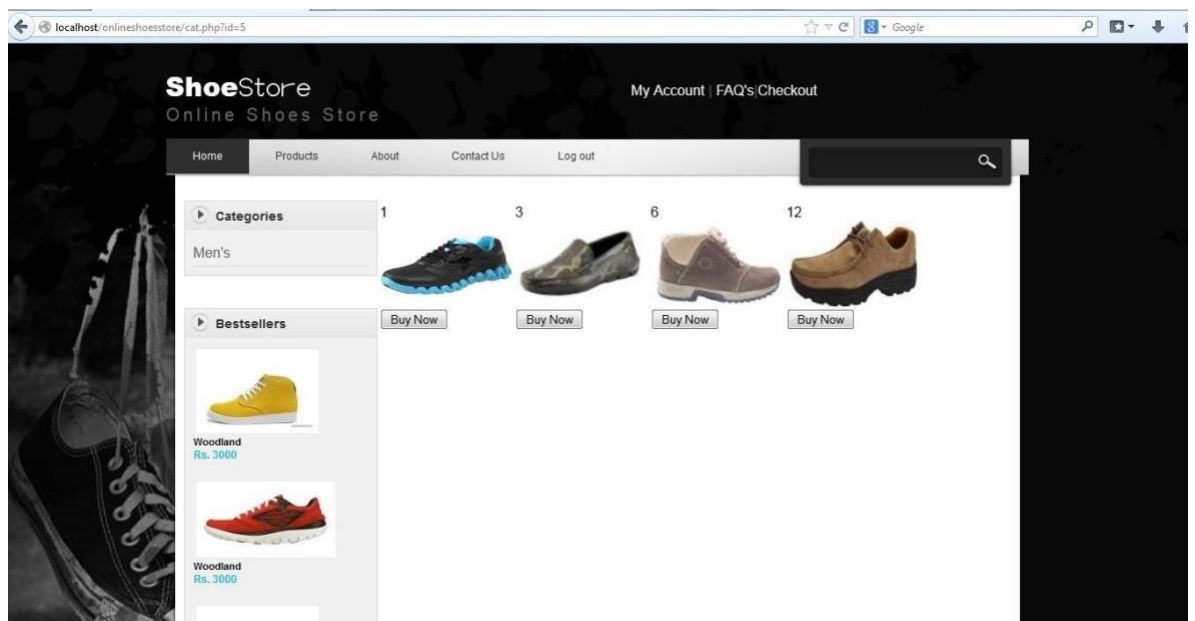 localhost/onlineshoesstore/cat.php?id=5
Google
ShoeStore
Online Shoes Store
My Account | FAQ's|Checkout
Home
Products
About
Contact Us
Log out
Categories
Men's
1
3
6
12
Buy Now
Buy Now
Buy Now
Buy Now
Bestsellers
Woodland
Rs. 3000
Woodland
Rs. 3000